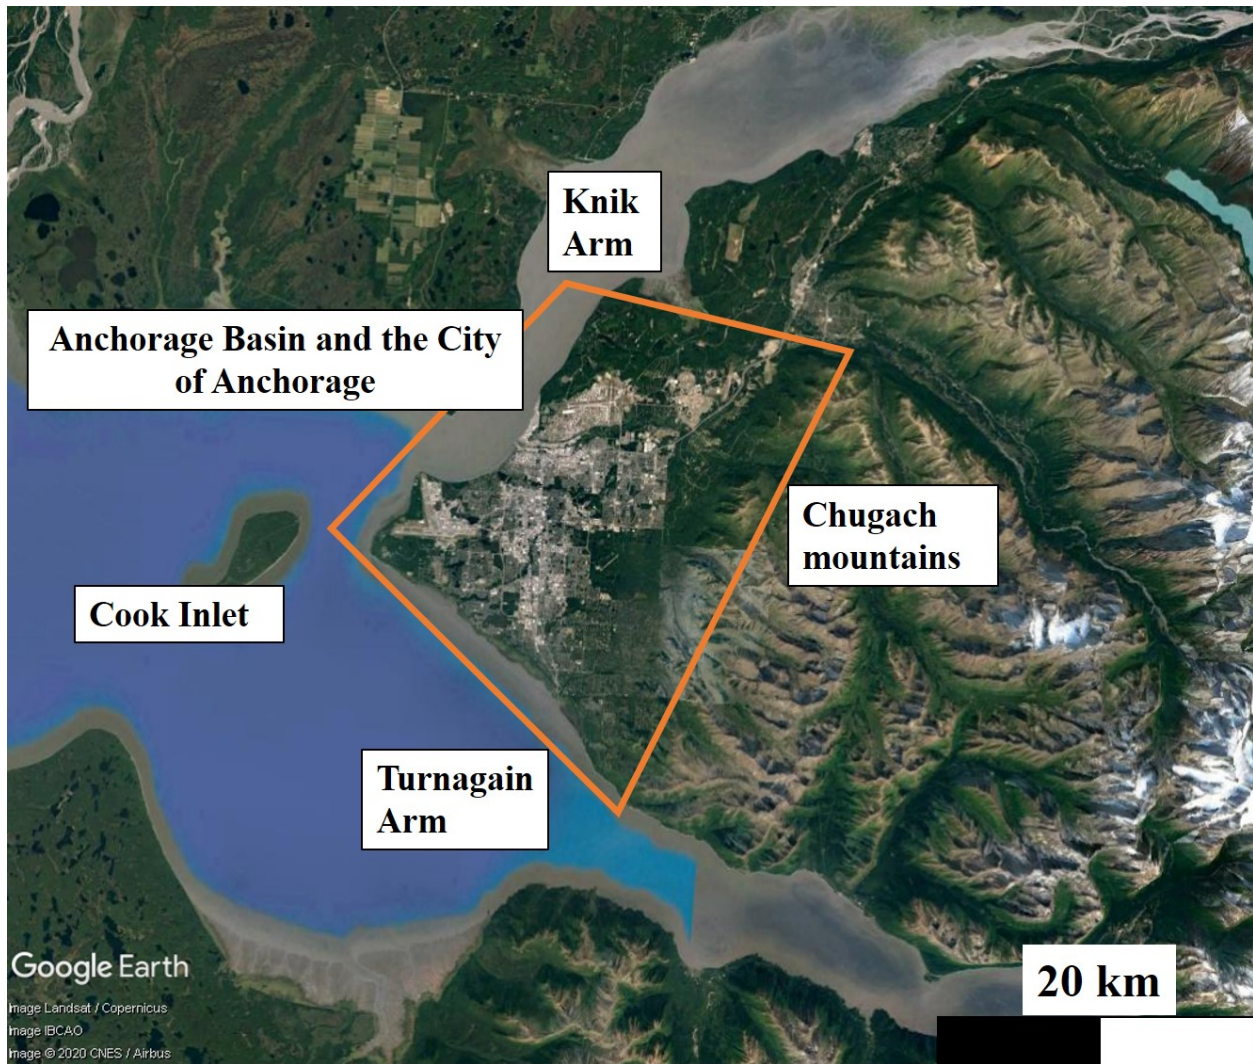 Knik
Arm
Anchorage Basin and the City
of Anchorage
Chugach
mountains
Cook Inlet
Turnagain
Arm
Google Earth
Image Landsat / Copernicus
Image IBCAO
Image © 2020 CNES / Airbus
20 km